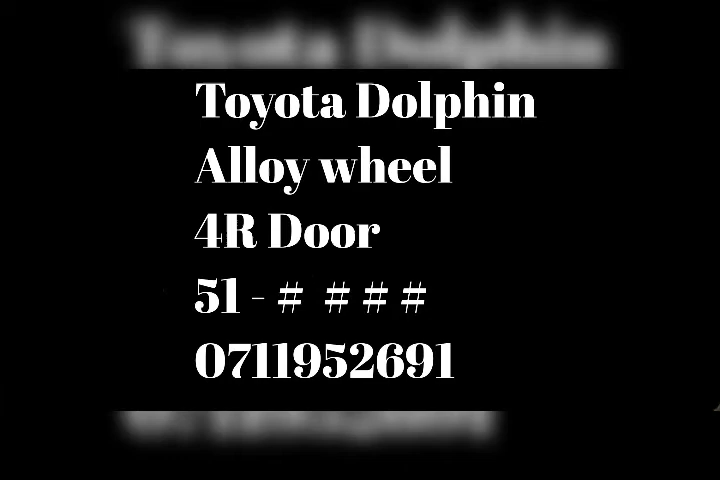 Toyota Dolphin
Alloy wheel
4R Door
51 - #  # # #
0711952691